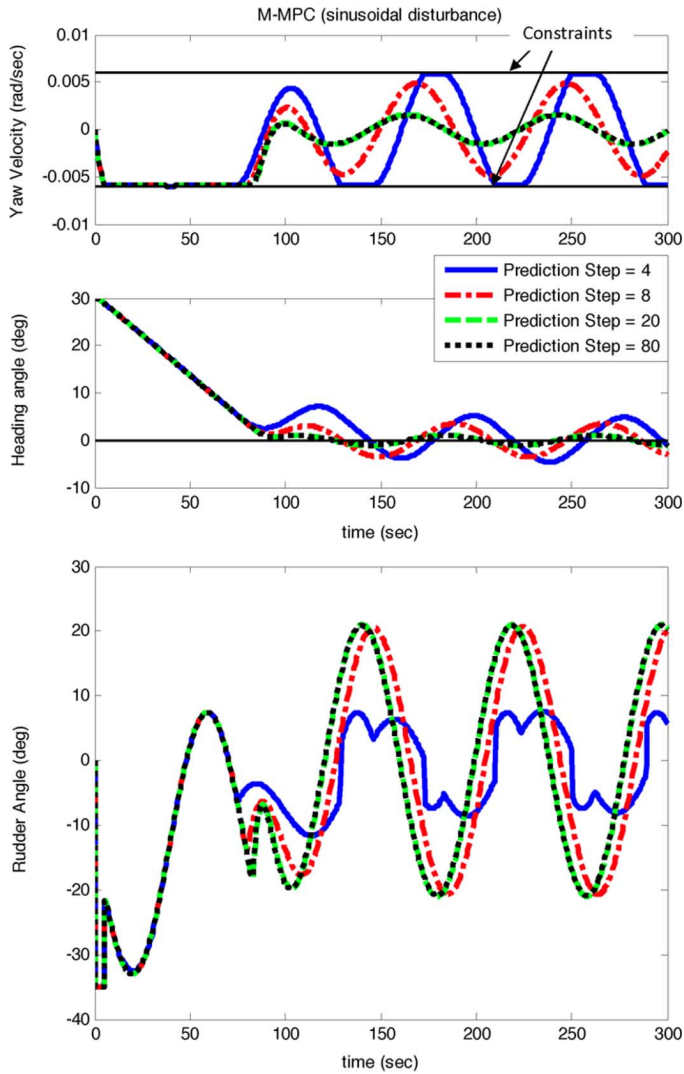 M-MPC (sinusoidal disturbance)
Constraints
Yaw Velocity (rad/sec)
0.01
0.005
0
-0.005
-0.01
0 50 100 150 200 250 300
Prediction Step = 4
Prediction Step = 8
Prediction Step = 20
Prediction Step = 80
Heading angle (deg)
30
20
10
0
-10
0 50 100 150 200 250 300
time (sec)
Rudder Angle (deg)
30
20
10
0
-10
-20
-30
-40
0 50 100 150 200 250 300
time (sec)